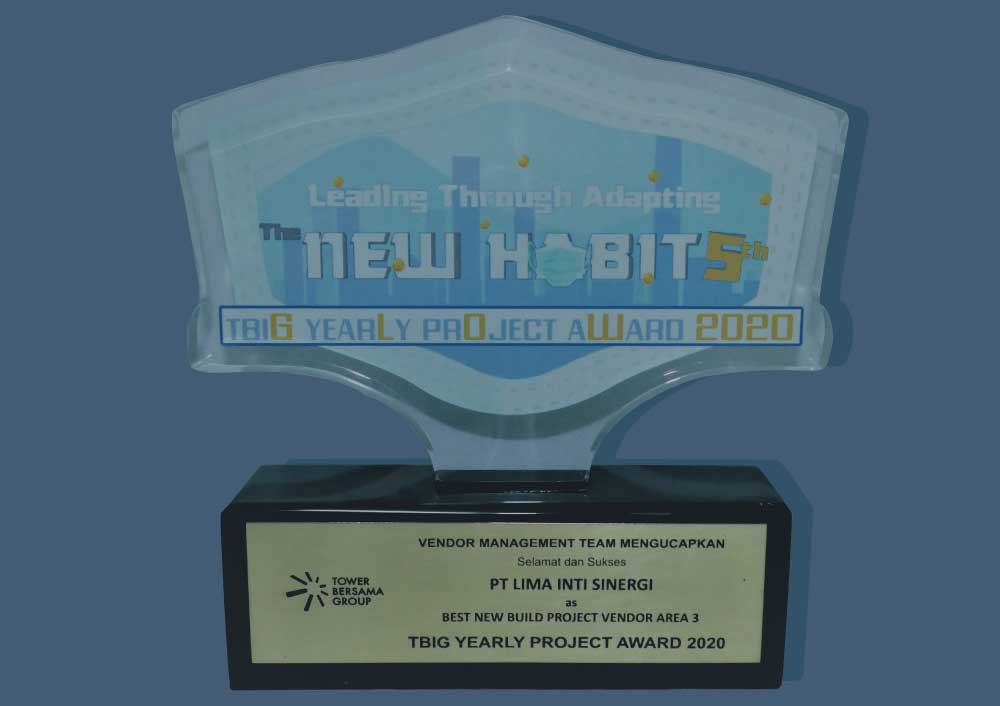 Leading Through Adapting
The NEW HABIT 5th
TBiG YEARLY PROJECT AWARD 2020
VENDOR MANAGEMENT TEAM MENGUCAPKAN
Selamat dan Sukses
PT LIMA INTI SINERGI
as
BEST NEW BUILD PROJECT VENDOR AREA 3
TBIG YEARLY PROJECT AWARD 2020
TOWER
BERSAMA
GROUP